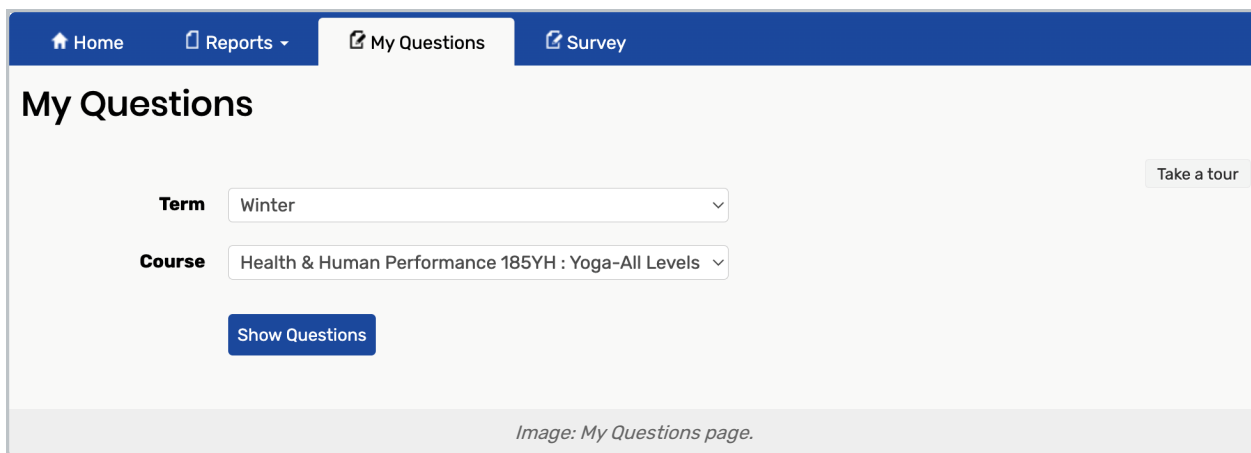 Home Reports My Questions Survey
My Questions
Take a tour
Term Winter
Course Health & Human Performance 185YH : Yoga-All Levels
Show Questions
Image: My Questions page.